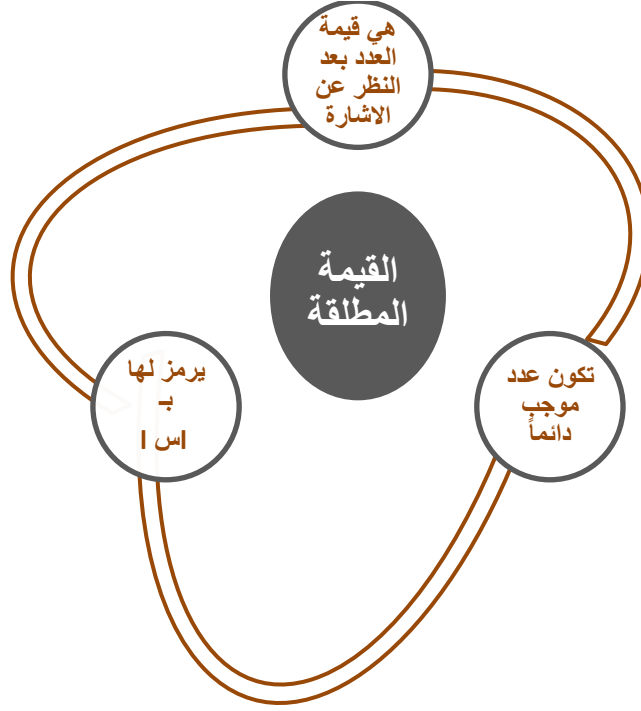 هي قيمة
العدد بعد
النظر عن
الاشارة
القيمة
المطلقة
تكون عدد
موجب
دائماً
يرمز لها
بـ
اس ا